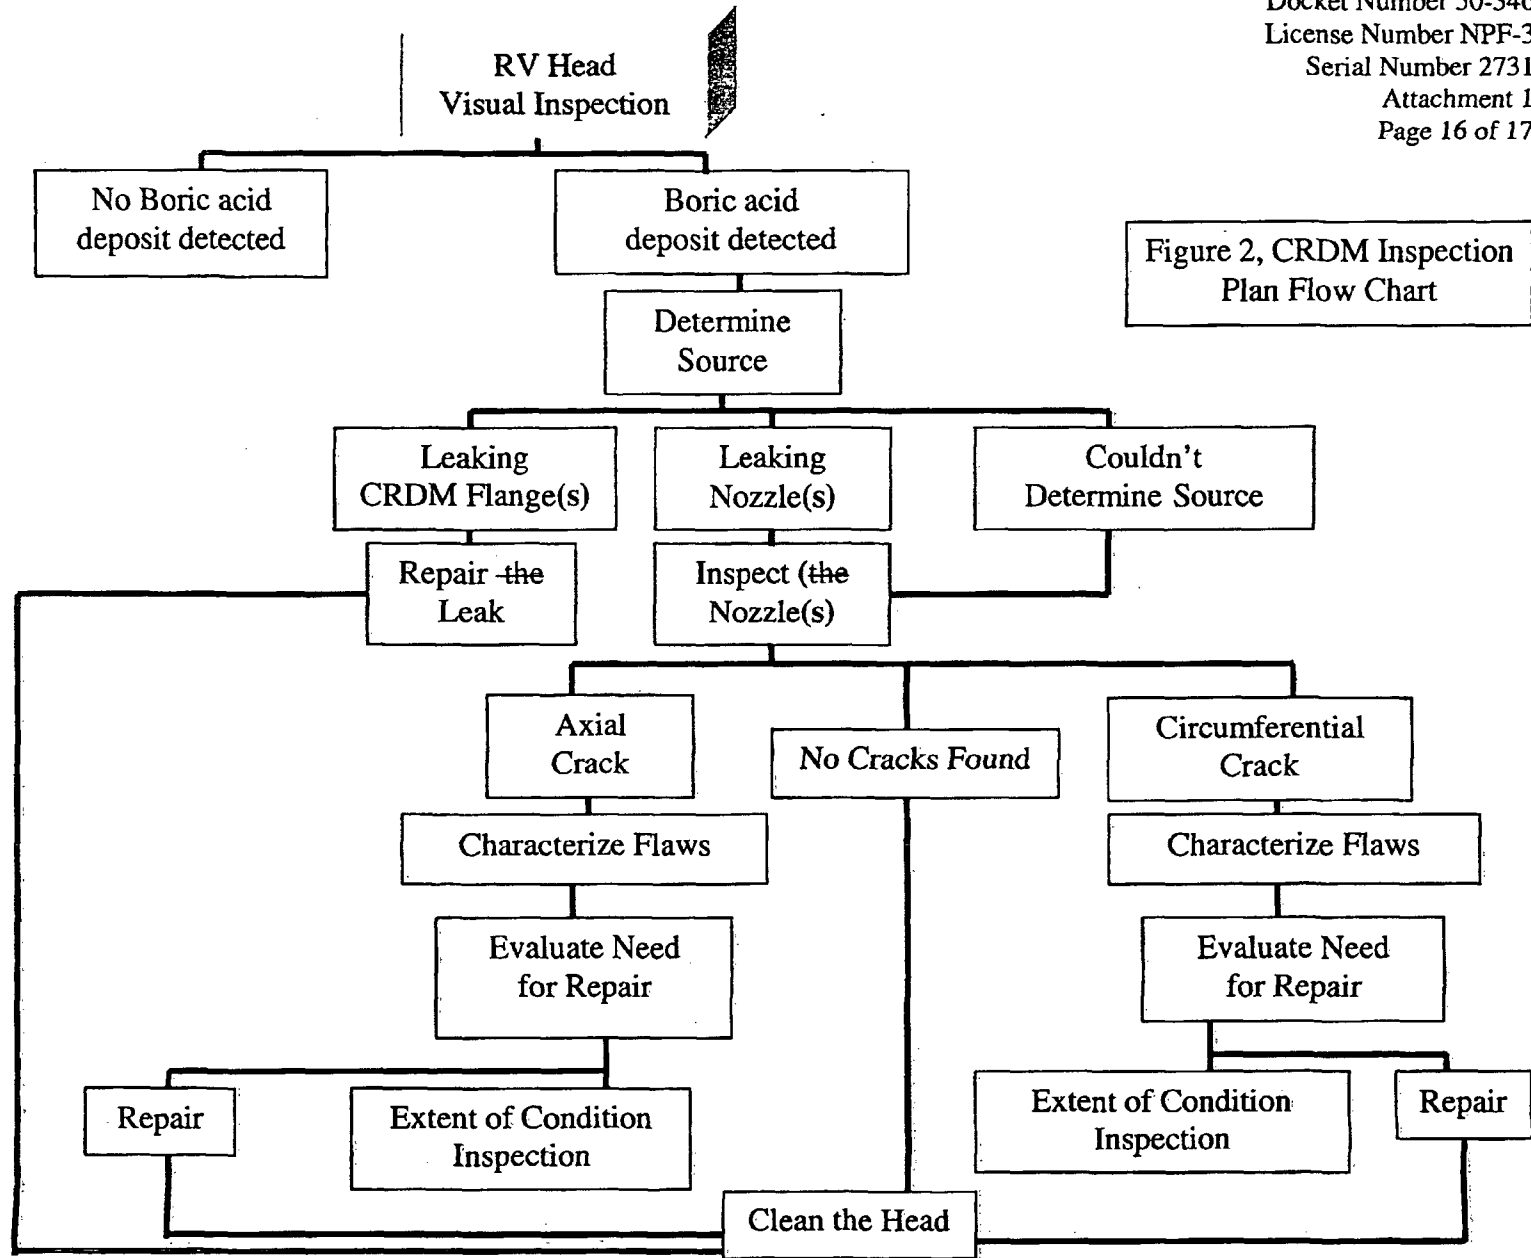 Docket Number 50-346
License Number NPF-3
Serial Number 2731
Attachment 1
Page 16 of 17
RV Head
Visual Inspection
No Boric acid
deposit detected
Boric acid
deposit detected
Figure 2, CRDM Inspection
Plan Flow Chart
Determine
Source
Leaking
CRDM Flange(s)
Leaking
Nozzle(s)
Couldn't
Determine Source
Repair the
Leak
Inspect (the
Nozzle(s)
Axial
Crack
No Cracks Found
Circumferential
Crack
Characterize Flaws
Characterize Flaws
Evaluate Need
for Repair
Evaluate Need
for Repair
Repair
Extent of Condition
Inspection
Extent of Condition
Inspection
Repair
Clean the Head